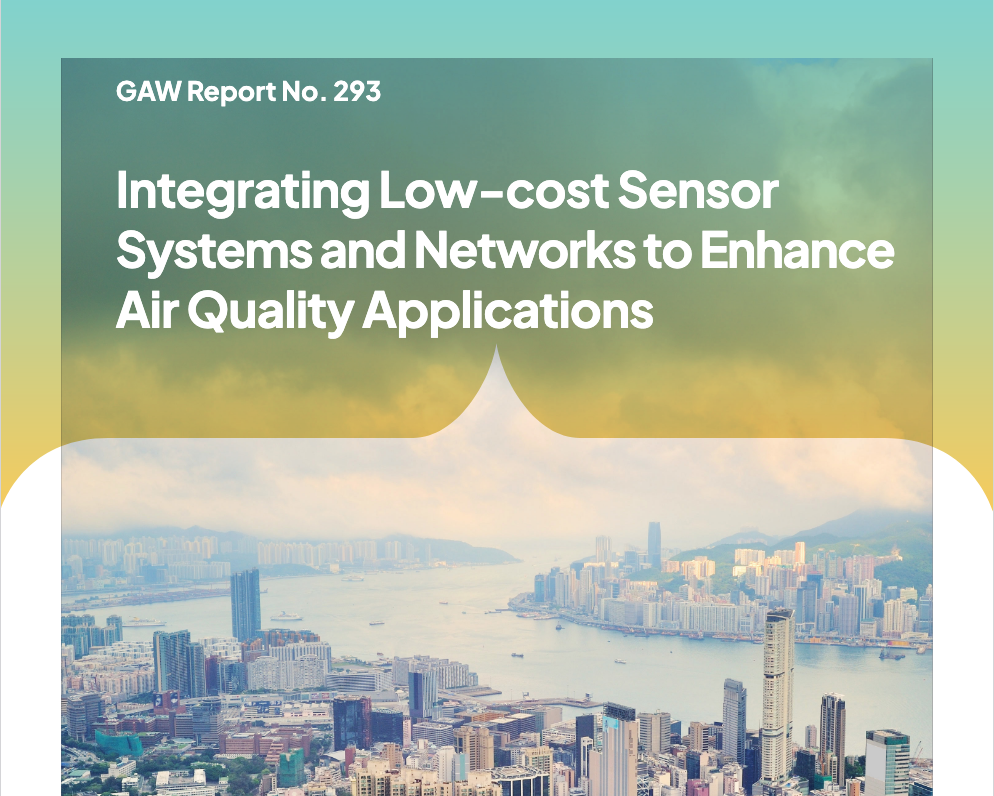 GAW Report No. 293
Integrating Low-cost Sensor
Systems and Networks to Enhance
Air Quality Applications